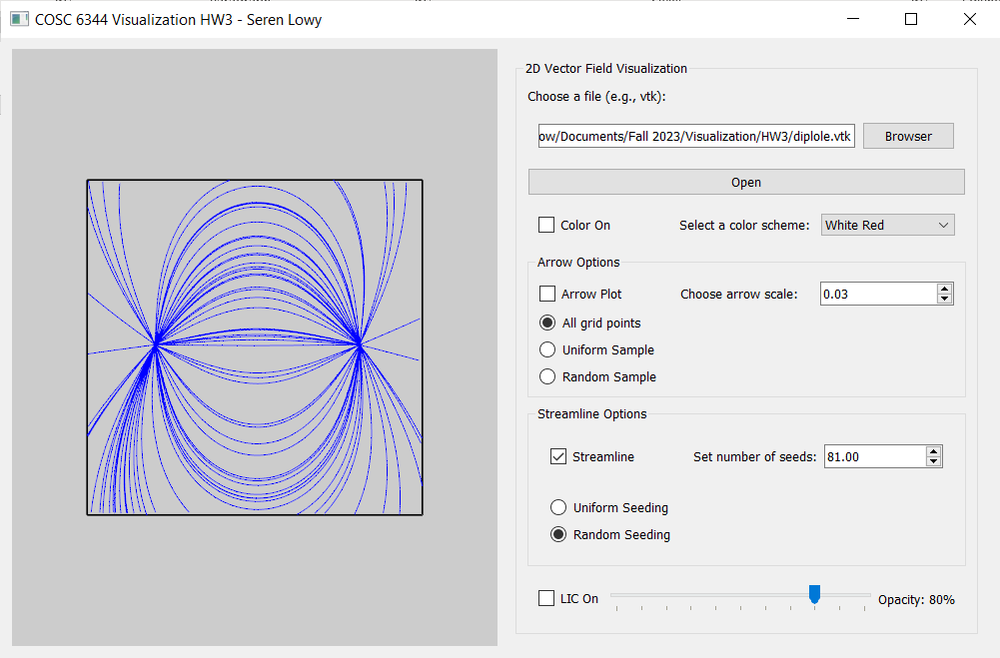 COSC 6344 Visualization HW3 - Seren Lowy
2D Vector Field Visualization
Choose a file (e.g., vtk):
ow/Documents/Fall 2023/Visualization/HW3/diplole.vtk Browser
Open
Color On Select a color scheme: White Red
Arrow Options
Arrow Plot Choose arrow scale: 0.03
All grid points
Uniform Sample
Random Sample
Streamline Options
Streamline Set number of seeds: 81.00
Uniform Seeding
Random Seeding
LIC On Opacity: 80%